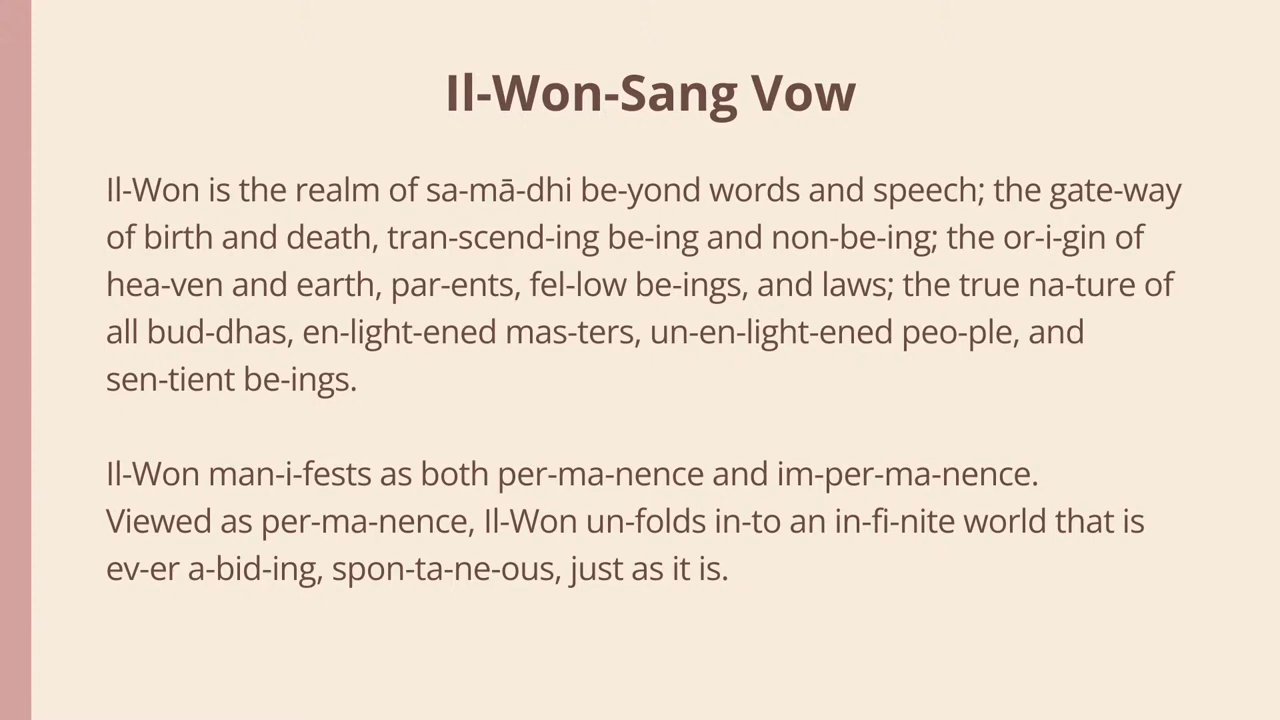 Il-Won-Sang Vow
Il-Won is the realm of sa-mā-dhi be-yond words and speech; the gate-way
of birth and death, tran-scend-ing be-ing and non-be-ing; the or-i-gin of
hea-ven and earth, par-ents, fel-low be-ings, and laws; the true na-ture of
all bud-dhas, en-light-ened mas-ters, un-en-light-ened peo-ple, and
sen-tient be-ings.
Il-Won man-i-fests as both per-ma-nence and im-per-ma-nence.
Viewed as per-ma-nence, Il-Won un-folds in-to an in-fi-nite world that is
ev-er a-bid-ing, spon-ta-ne-ous, just as it is.